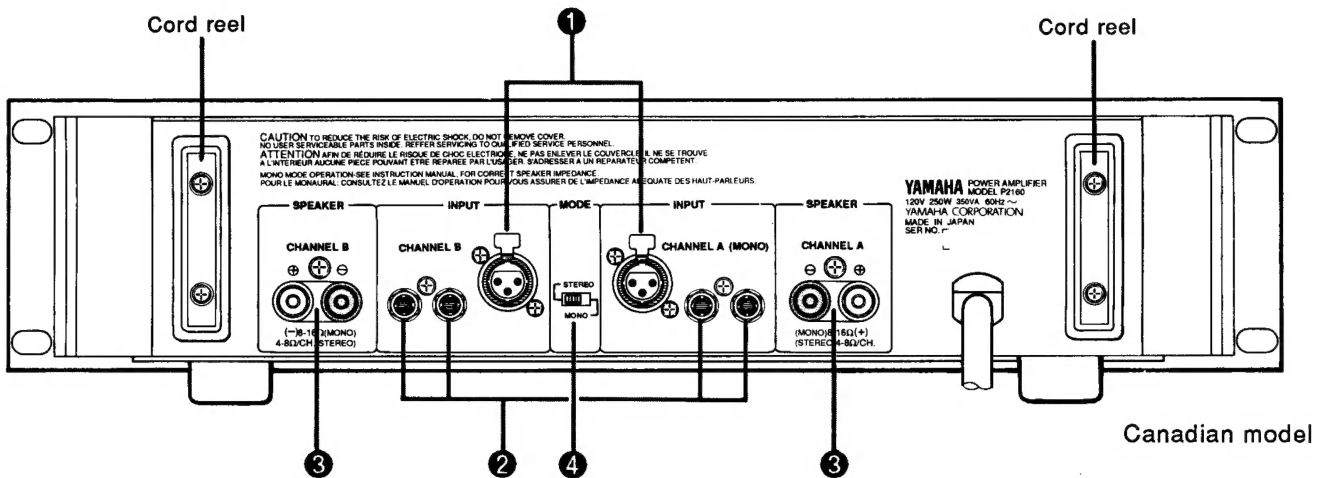 ❶
Cord reel
Cord reel
CAUTION TO REDUCE THE RISK OF ELECTRIC SHOCK, DO NOT REMOVE COVER.
NO USER SERVICEABLE PARTS INSIDE. REFFER SERVICING TO QUALIFIED SERVICE PERSONNEL.
ATTENTION AFIN DE RÉDUIRE LE RISQUE DE CHOC ELECTRIQUE, NE PAS ENLEVER LE COUVERCLE. IL NE SE TROUVE
A L'INTERIEUR AUCUNE PIECE POUVANT ETRE REPAREE PAR L'USAGER. S'ADRESSER A UN REPARATEUR COMPETENT.
MONO MODE OPERATION-SEE INSTRUCTION MANUAL, FOR CORRECT SPEAKER IMPEDANCE.
POUR LE MONAURAL: CONSULTEZ LE MANUEL D'OPERATION POUR VOUS ASSURER DE L'IMPEDANCE ADEQUATE DES HAUT-PARLEURS.
YAMAHA POWER AMPLIFIER
MODEL P2160
120V 250W 350VA 60Hz ~
YAMAHA CORPORATION
MADE IN JAPAN
SER NO.
SPEAKER
INPUT
MODE
INPUT
SPEAKER
CHANNEL B
CHANNEL B
CHANNEL A (MONO)
CHANNEL A
⊕ ⊖
⊖ ⊕
STEREO
MONO
(−)8-16Ω(MONO)
4-8Ω/CH.(STEREO)
(MONO)8-16Ω(+)
(STEREO)4-8Ω/CH.
❸
❷
❹
❸
Canadian model